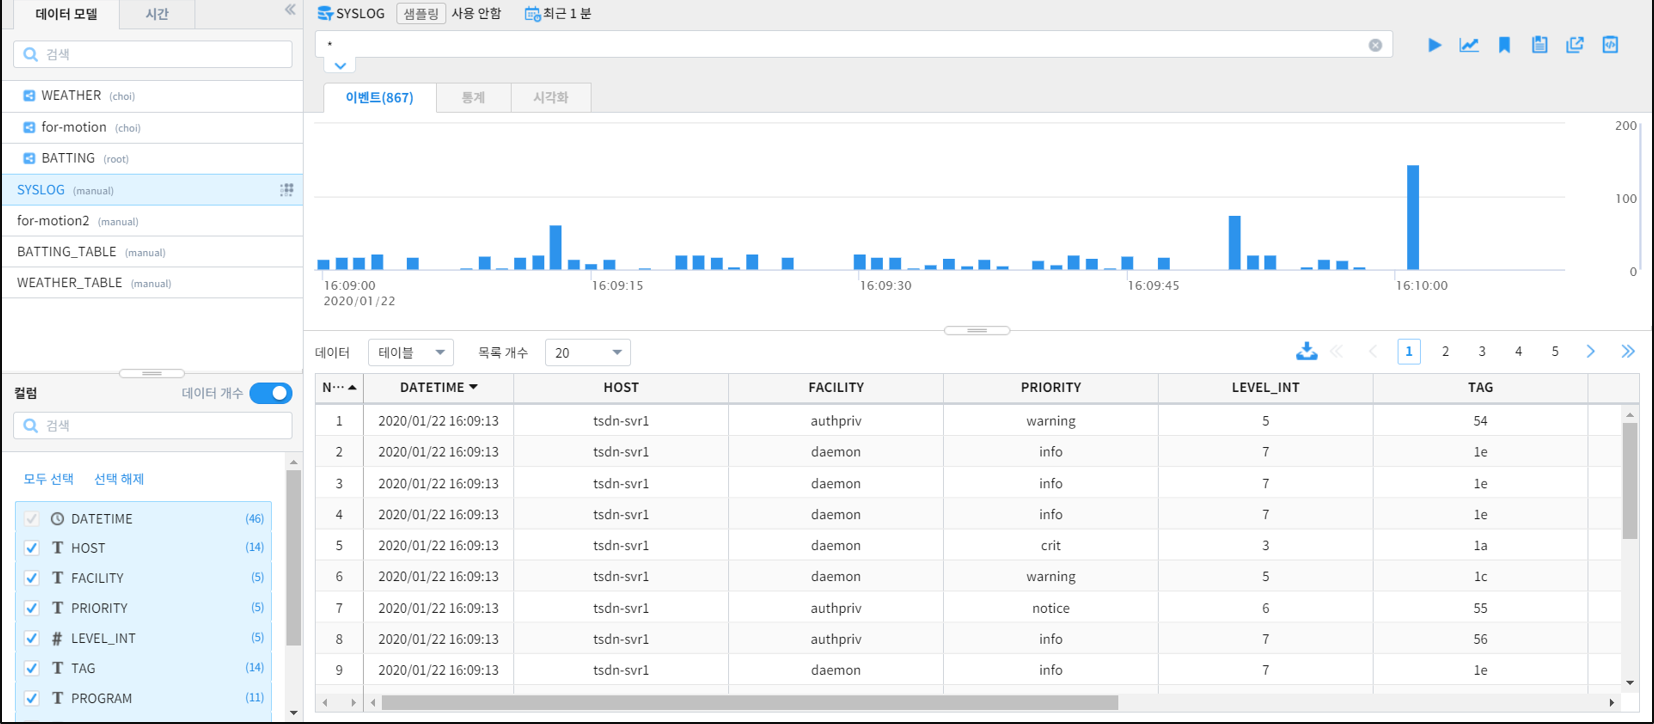 데이터 모델 시간
검색
WEATHER (choi)
for-motion (choi)
BATTING (root)
SYSLOG (manual)
for-motion2 (manual)
BATTING_TABLE (manual)
WEATHER_TABLE (manual)
컬럼 데이터 개수
검색
모두 선택 선택 해제
DATETIME (46)
HOST (14)
FACILITY (5)
PRIORITY (5)
LEVEL_INT (5)
TAG (14)
PROGRAM (11)
SYSLOG 샘플링 사용 안함 최근 1 분
*
이벤트(867) 통계 시각화
200
100
0
16:09:00 16:09:15 16:09:30 16:09:45 16:10:00
2020/01/22
데이터 테이블 목록 개수 20 1 2 3 4 5
N… DATETIME HOST FACILITY PRIORITY LEVEL_INT TAG
1 2020/01/22 16:09:13 tsdn-svr1 authpriv warning 5 54
2 2020/01/22 16:09:13 tsdn-svr1 daemon info 7 1e
3 2020/01/22 16:09:13 tsdn-svr1 daemon info 7 1e
4 2020/01/22 16:09:13 tsdn-svr1 daemon info 7 1e
5 2020/01/22 16:09:13 tsdn-svr1 daemon crit 3 1a
6 2020/01/22 16:09:13 tsdn-svr1 daemon warning 5 1c
7 2020/01/22 16:09:13 tsdn-svr1 authpriv notice 6 55
8 2020/01/22 16:09:13 tsdn-svr1 authpriv info 7 56
9 2020/01/22 16:09:13 tsdn-svr1 daemon info 7 1e